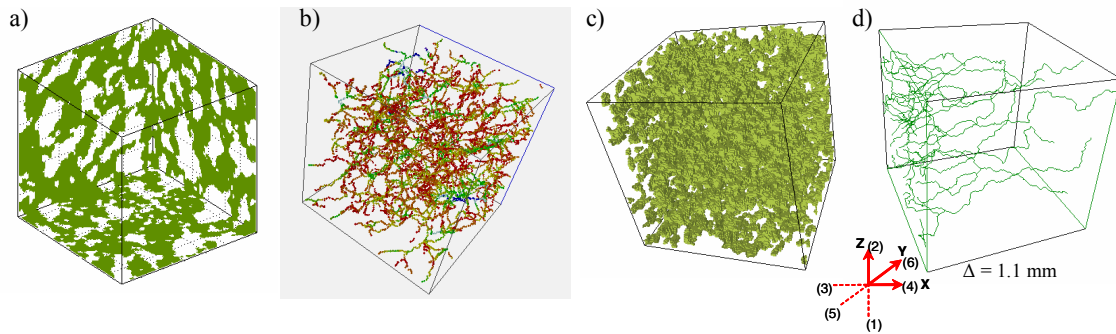 a)
b)
c)
d)
Z
(2)
Y
(6)
(3)
(4)
X
(5)
(1)
Δ = 1.1 mm